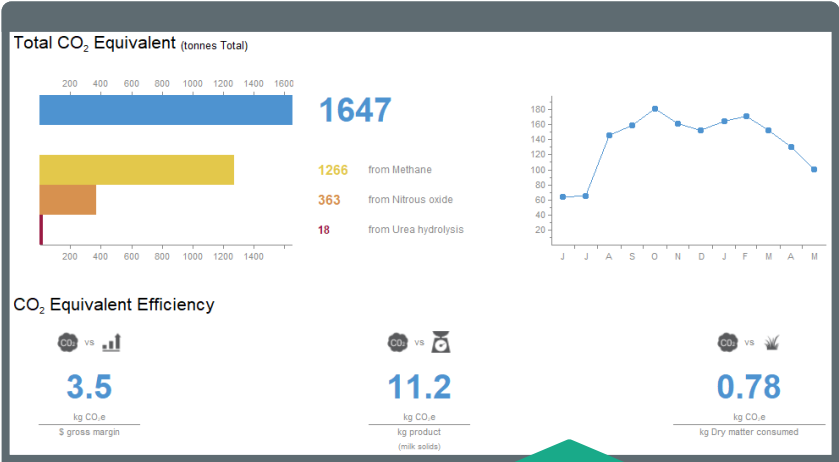 Total CO₂ Equivalent (tonnes Total)
200 400 600 800 1000 1200 1400 1600
1647
1266 from Methane
363 from Nitrous oxide
18 from Urea hydrolysis
200 400 600 800 1000 1200 1400
180
160
140
120
100
80
60
40
20
J J A S O N D J F M A M
CO₂ Equivalent Efficiency
CO₂ vs
3.5
kg CO₂e
$ gross margin
CO₂ vs
11.2
kg CO₂e
kg product
(milk solids)
CO₂ vs
0.78
kg CO₂e
kg Dry matter consumed